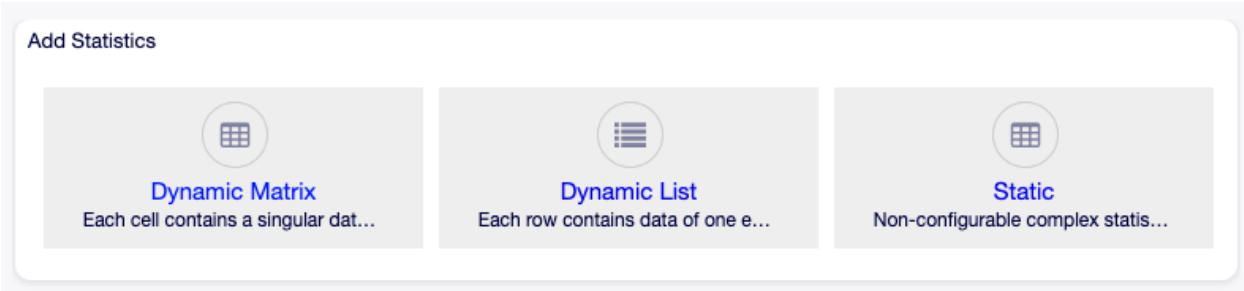 Add Statistics
Dynamic Matrix
Each cell contains a singular dat...
Dynamic List
Each row contains data of one e...
Static
Non-configurable complex statis...